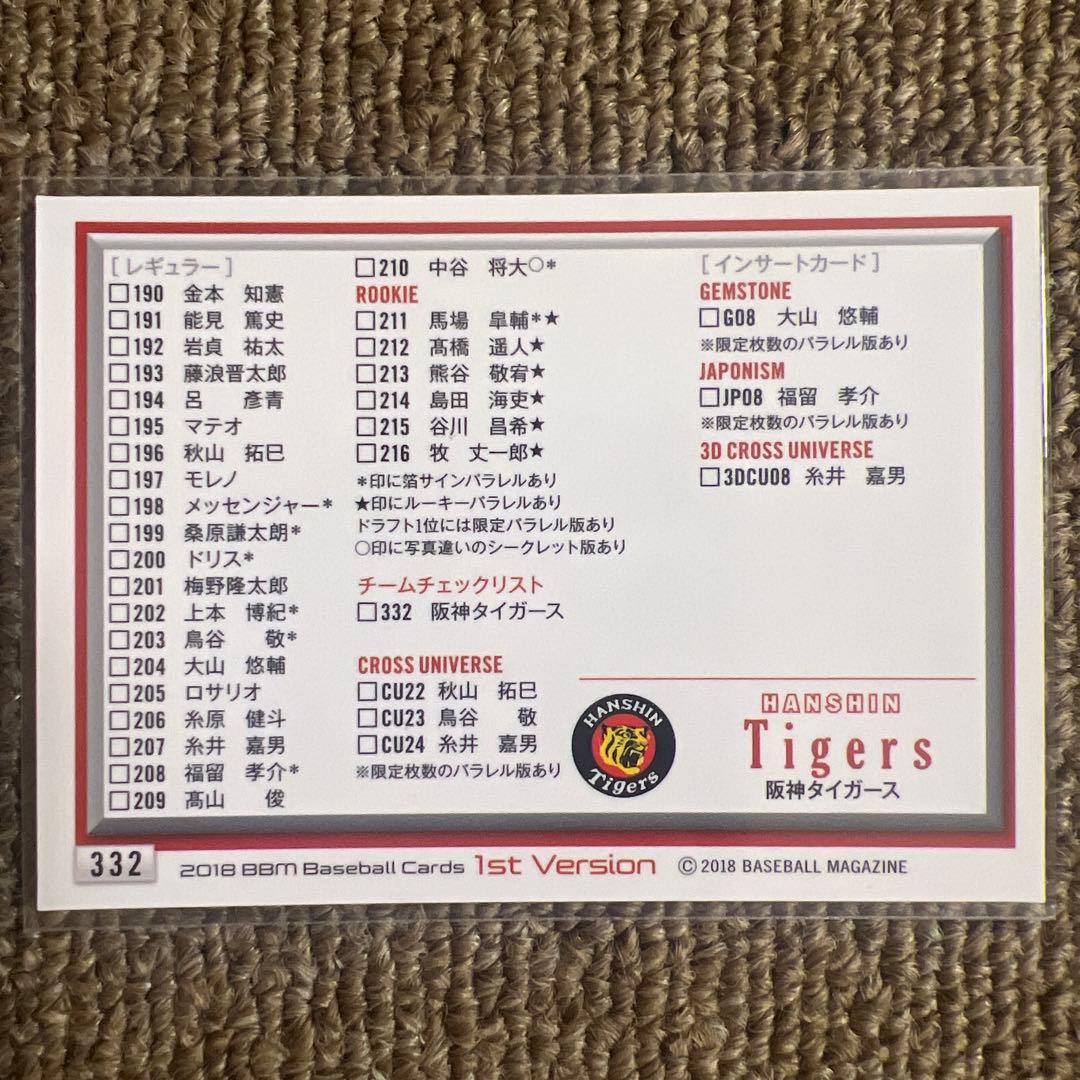 [レギュラー]
□190 金本 知憲
□191 能見 篤史
□192 岩貞 祐太
□193 藤浪晋太郎
□194 呂 彥青
□195 マテオ
□196 秋山 拓巳
□197 モレノ
□198 メッセンジャー*
□199 桑原謙太朗*
□200 ドリス*
□201 梅野隆太郎
□202 上本 博紀*
□203 鳥谷 敬*
□204 大山 悠輔
□205 ロサリオ
□206 糸原 健斗
□207 糸井 嘉男
□208 福留 孝介*
□209 髙山 俊
□210 中谷 将大○*
ROOKIE
□211 馬場 皐輔*★
□212 髙橋 遥人★
□213 熊谷 敬宥★
□214 島田 海吏★
□215 谷川 昌希★
□216 牧 丈一郎★
*印に箔サインパラレルあり
★印にルーキーパラレルあり
ドラフト1位には限定パラレル版あり
○印に写真違いのシークレット版あり
チームチェックリスト
□332 阪神タイガース
CROSS UNIVERSE
□CU22 秋山 拓巳
□CU23 鳥谷 敬
□CU24 糸井 嘉男
※限定枚数のパラレル版あり
[インサートカード]
GEMSTONE
□G08 大山 悠輔
※限定枚数のパラレル版あり
JAPONISM
□JP08 福留 孝介
※限定枚数のパラレル版あり
3D CROSS UNIVERSE
□3DCU08 糸井 嘉男
HANSHIN
Tigers
HANSHIN
Tigers
阪神タイガース
332
2018 BBM Baseball Cards 1st Version
© 2018 BASEBALL MAGAZINE